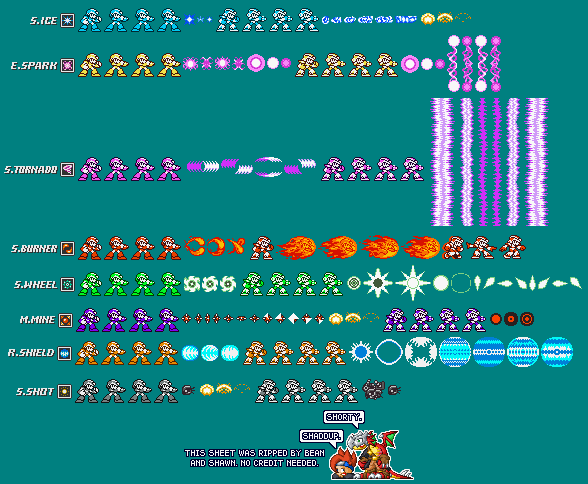 S.ICE
E.SPARK
S.TORNADO
S.BURNER
S.WHEEL
M.MINE
R.SHIELD
S.SHOT
SHORTY.
SHADDUP.
THIS SHEET WAS RIPPED BY BEAN
AND SHAWN. NO CREDIT NEEDED.